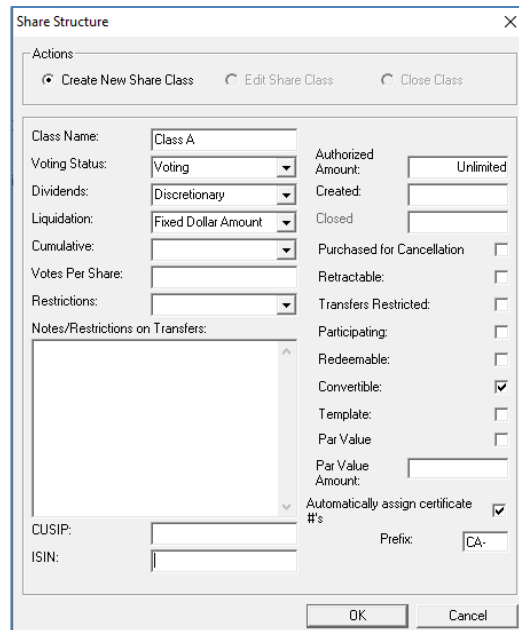 Share Structure
Actions
Create New Share Class
Edit Share Class
Close Class
Class Name:
Class A
Voting Status:
Voting
Dividends:
Discretionary
Liquidation:
Fixed Dollar Amount
Cumulative:
Votes Per Share:
Restrictions:
Notes/Restrictions on Transfers:
CUSIP:
ISIN:
Authorized
Amount:
Unlimited
Created:
Closed
Purchased for Cancellation
Retractable:
Transfers Restricted:
Participating:
Redeemable:
Convertible:
Template:
Par Value
Par Value
Amount:
Automatically assign certificate
#'s
Prefix:
CA-
OK
Cancel